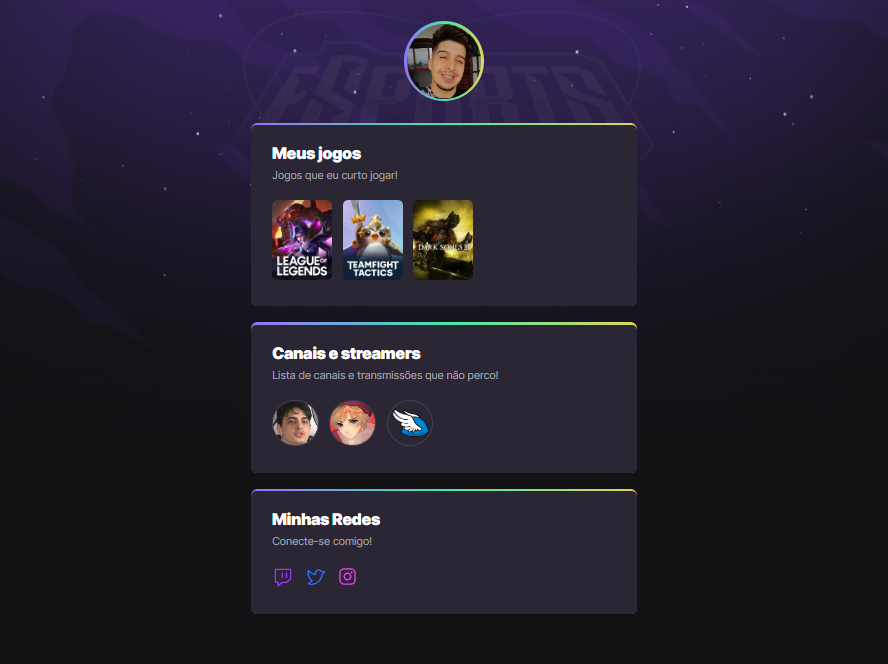 ESPORTS
Meus jogos
Jogos que eu curto jogar!
LEAGUE OF
LEGENDS
TEAMFIGHT
TACTICS
DARK SOULS III
Canais e streamers
Lista de canais e transmissões que não perco!
Minhas Redes
Conecte-se comigo!